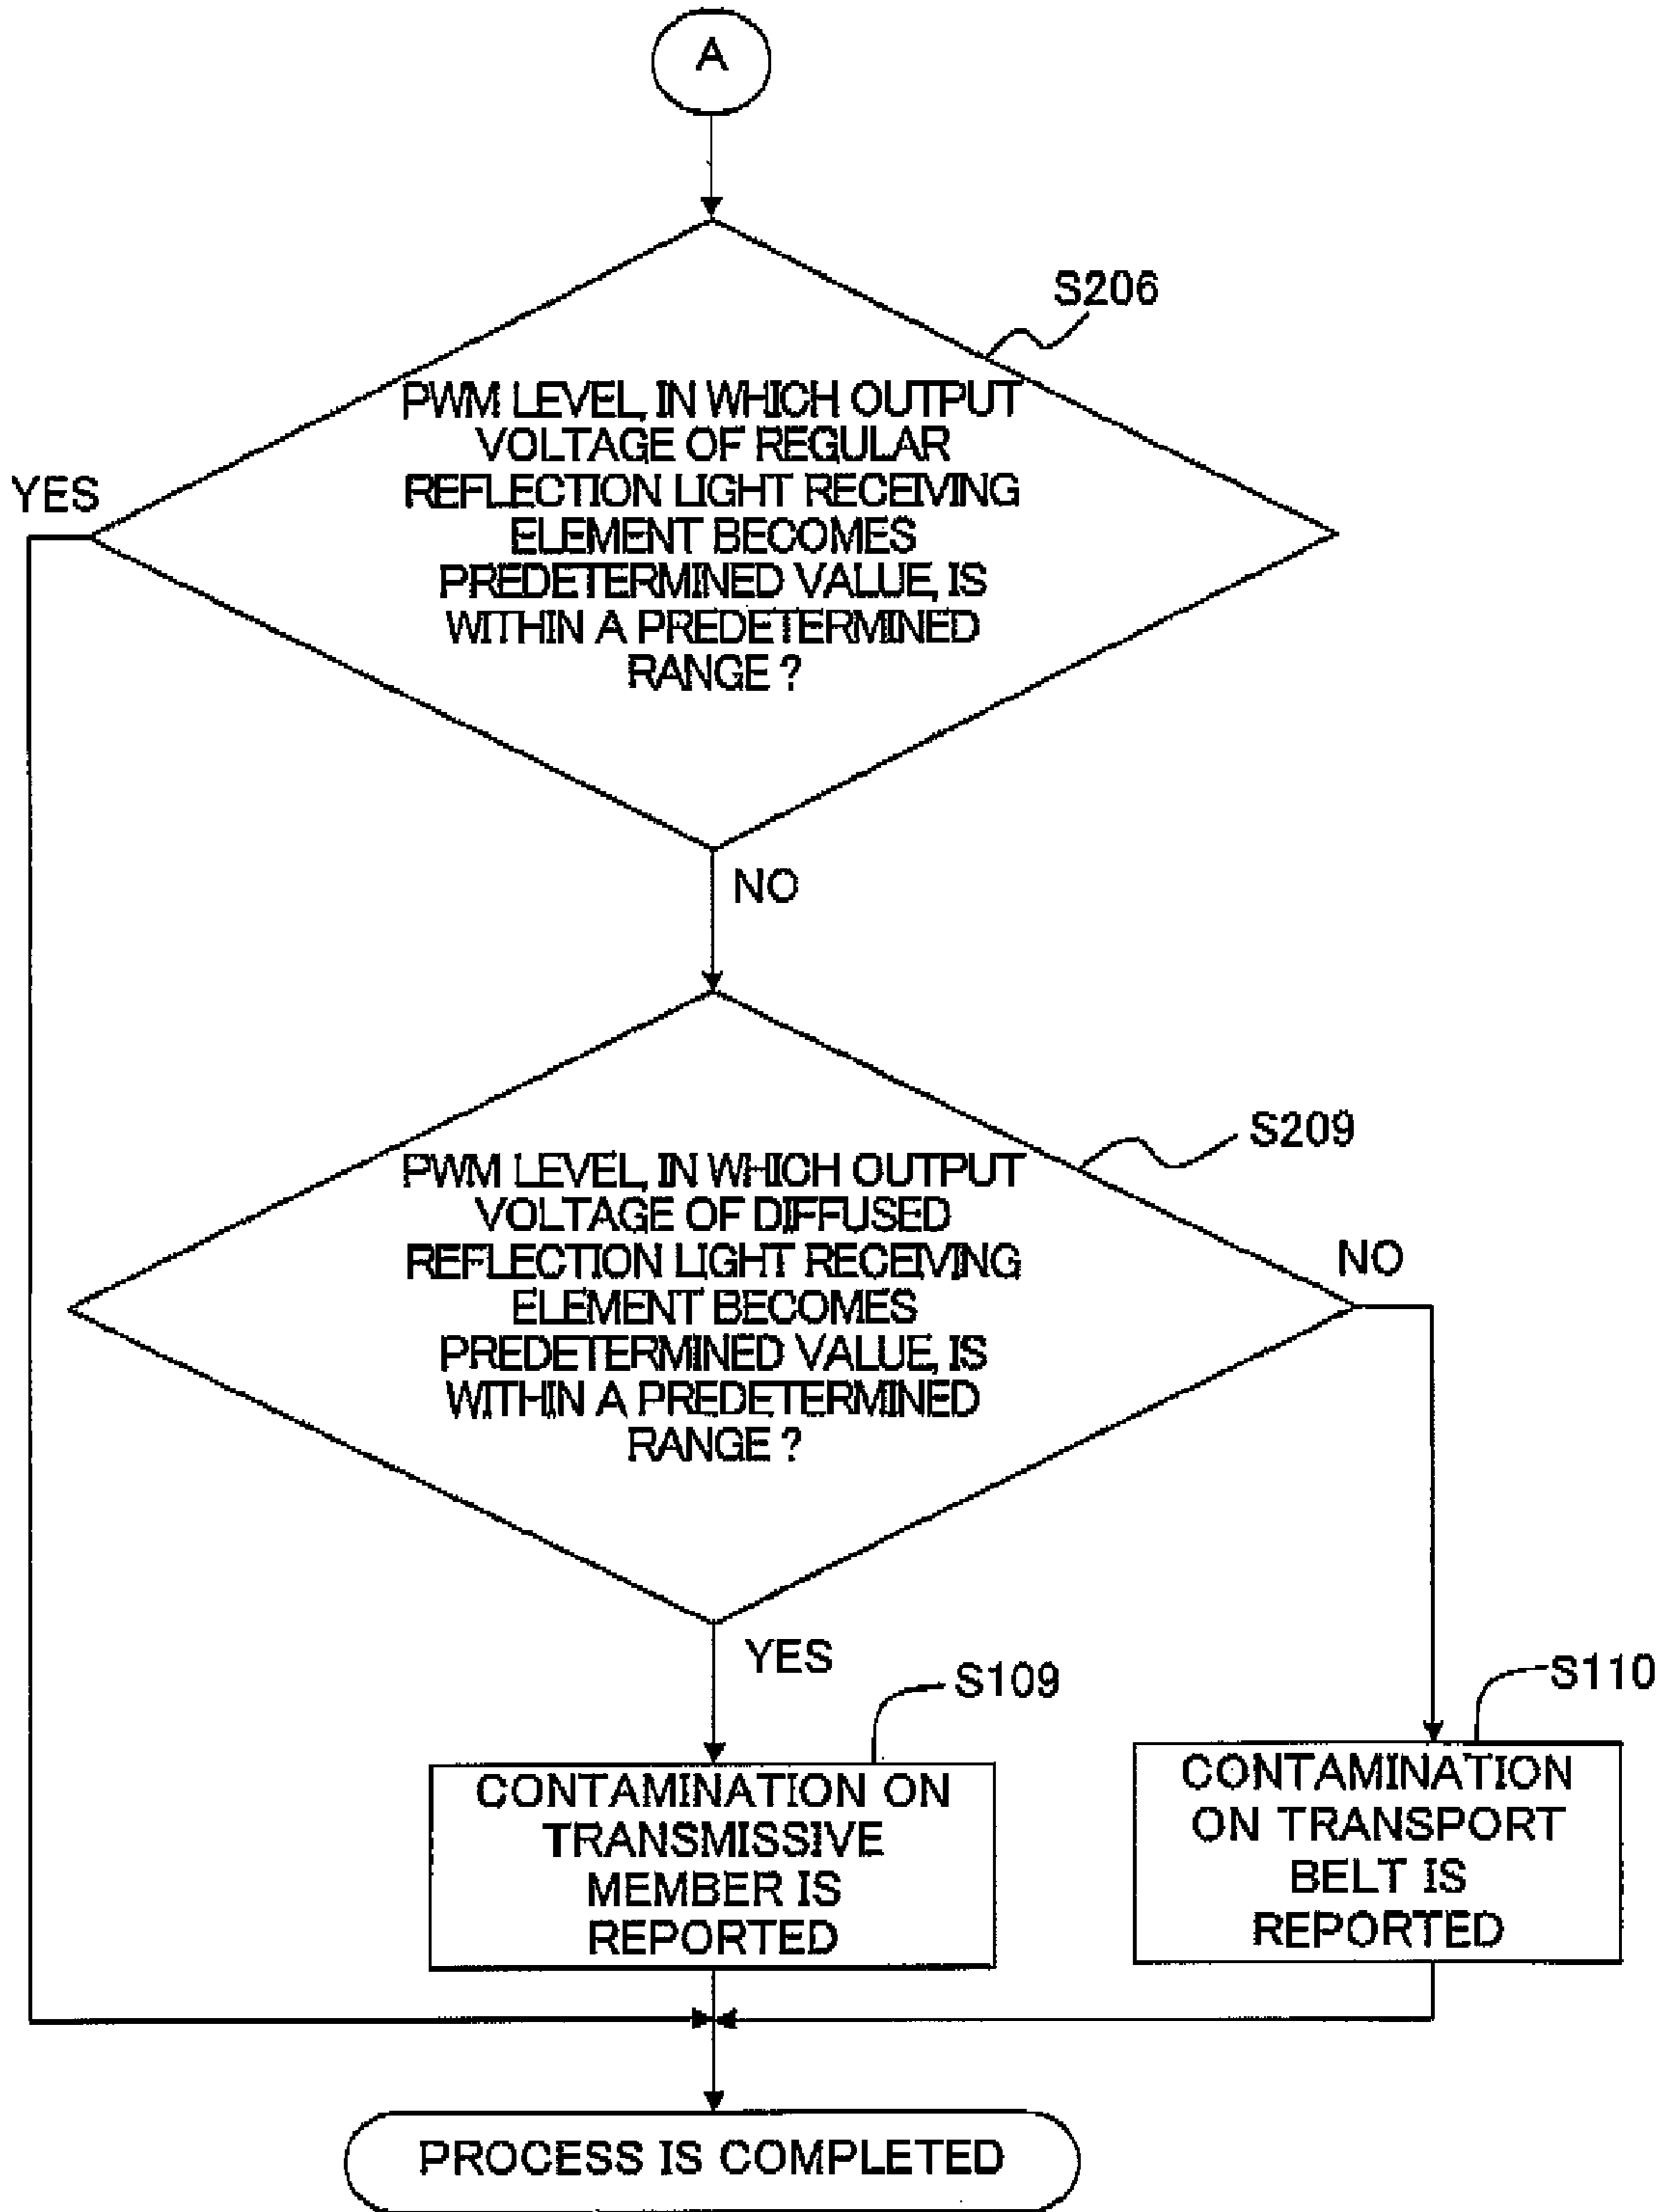 A
S206
PWM LEVEL, IN WHICH OUTPUT
VOLTAGE OF REGULAR
REFLECTION LIGHT RECEIVING
ELEMENT BECOMES
PREDETERMINED VALUE, IS
WITHIN A PREDETERMINED
RANGE ?
YES
NO
S209
PWM LEVEL, IN WHICH OUTPUT
VOLTAGE OF DIFFUSED
REFLECTION LIGHT RECEIVING
ELEMENT BECOMES
PREDETERMINED VALUE, IS
WITHIN A PREDETERMINED
RANGE ?
NO
YES
S109
CONTAMINATION ON
TRANSMISSIVE
MEMBER IS
REPORTED
S110
CONTAMINATION
ON TRANSPORT
BELT IS
REPORTED
PROCESS IS COMPLETED